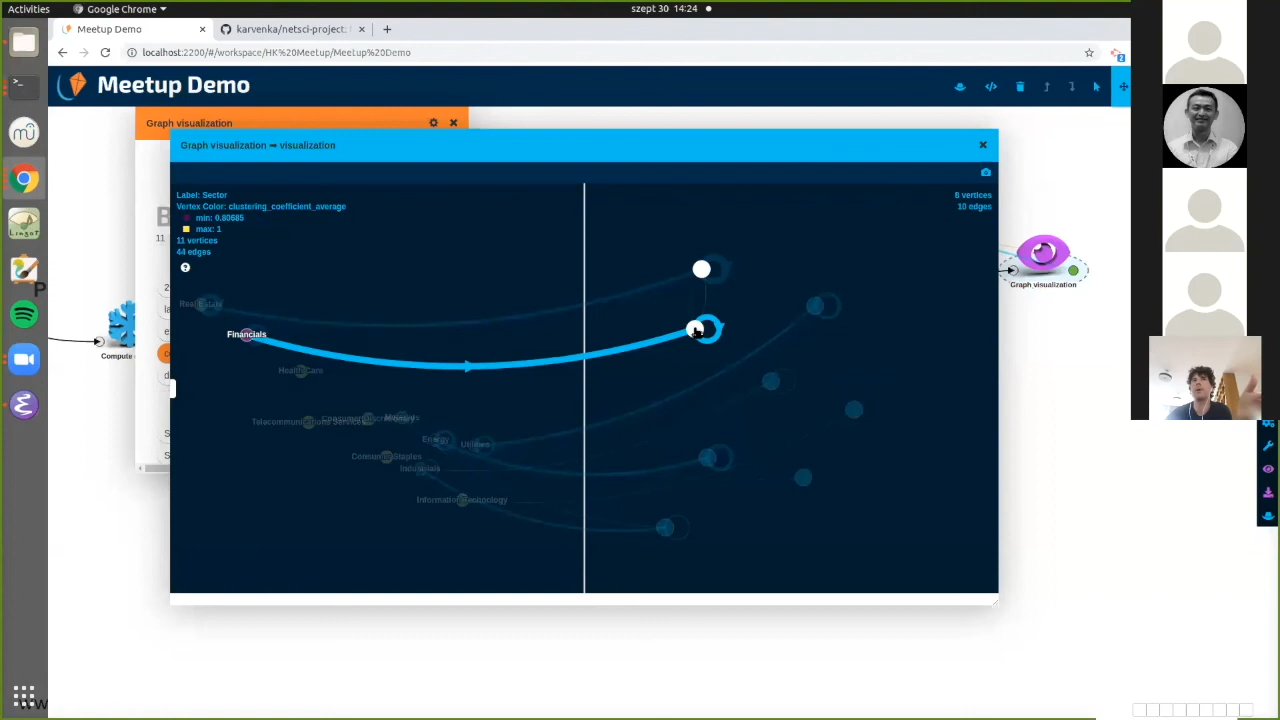 Activities
Google Chrome
szept 30 14:24
Meetup Demo
karvenka/netsci-project:
localhost:2200/#/workspace/HK%20Meetup/Meetup%20Demo
2
Meetup Demo
Graph visualization
Graph visualization ➡ visualization
Label: Sector
Vertex Color: clustering_coefficient_average
min: 0.80685
max: 1
11 vertices
44 edges
?
8 vertices
10 edges
Real Estate
Financials
Health Care
Telecommunications Services
Consumer Discretionary
Materials
Energy
Utilities
Consumer Staples
Industrials
Information Technology
Graph visualization
Compute
B
11
P